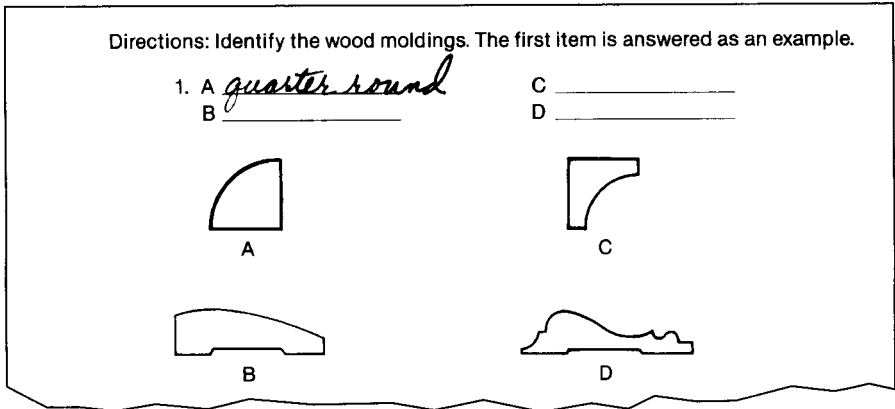 Directions: Identify the wood moldings. The first item is answered as an example.
1. A quarter round C
B D
A C
B D